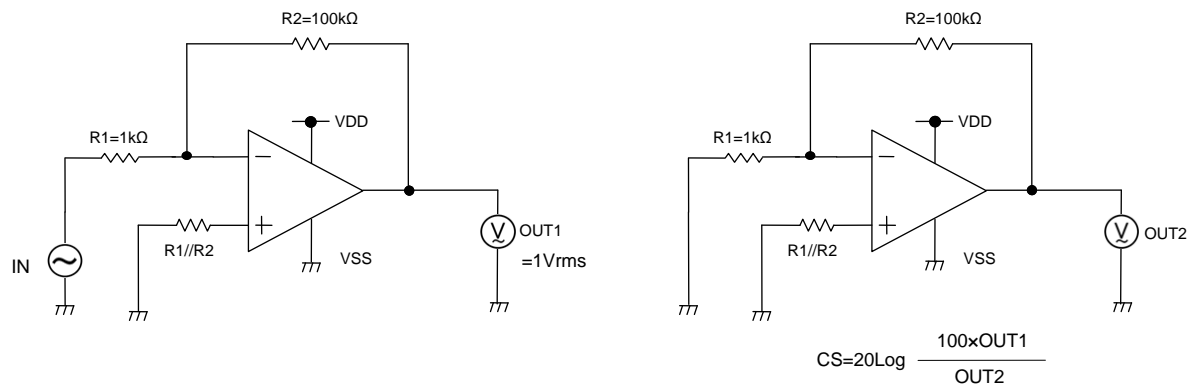 R2=100kΩ
VDD
R1=1kΩ
R1//R2
VSS
IN
V
OUT1
=1Vrms
R2=100kΩ
VDD
R1=1kΩ
R1//R2
VSS
V
OUT2
CS=20Log 100×OUT1
OUT2